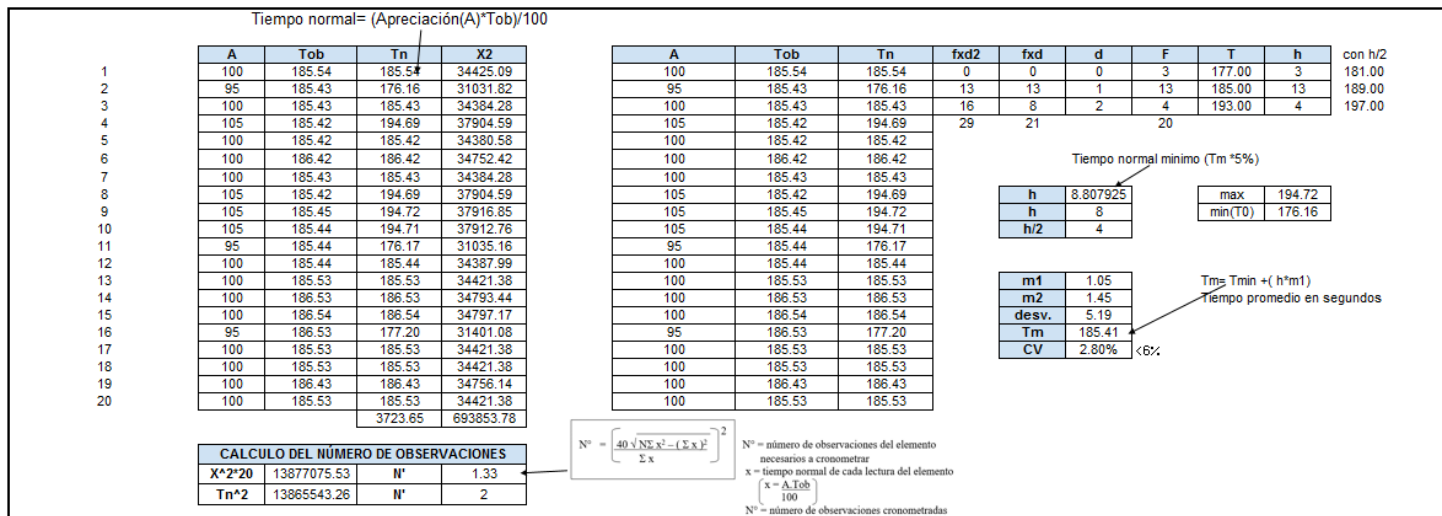 Tiempo normal= (Apreciación(A)*Tob)/100
A Tob Tn X2 A Tob Tn fxd2 fxd d F T h con h/2
1 100 185.54 185.54 34425.09 100 185.54 185.54 0 0 0 3 177.00 3 181.00
2 95 185.43 176.16 31031.82 95 185.43 176.16 13 13 1 13 185.00 13 189.00
3 100 185.43 185.43 34384.28 100 185.43 185.43 16 8 2 4 193.00 4 197.00
4 105 185.42 194.69 37904.59 105 185.42 194.69 29 21 20
5 100 185.42 185.42 34380.58 100 185.42 185.42
6 100 186.42 186.42 34752.42 100 186.42 186.42 Tiempo normal minimo (Tm *5%)
7 100 185.43 185.43 34384.28 100 185.43 185.43
8 105 185.42 194.69 37904.59 105 185.42 194.69 h 8.807925 max 194.72
9 105 185.45 194.72 37916.85 105 185.45 194.72 h 8 min(T0) 176.16
10 105 185.44 194.71 37912.76 105 185.44 194.71 h/2 4
11 95 185.44 176.17 31035.16 95 185.44 176.17
12 100 185.44 185.44 34387.99 100 185.44 185.44
13 100 185.53 185.53 34421.38 100 185.53 185.53 m1 1.05 Tm= Tmin +( h*m1)
14 100 186.53 186.53 34793.44 100 186.53 186.53 m2 1.45 Tiempo promedio en segundos
15 100 186.54 186.54 34797.17 100 186.54 186.54 desv. 5.19
16 95 186.53 177.20 31401.08 95 186.53 177.20 Tm 185.41
17 100 185.53 185.53 34421.38 100 185.53 185.53 CV 2.80% <6%
18 100 185.53 185.53 34421.38 100 185.53 185.53
19 100 186.43 186.43 34756.14 100 186.43 186.43
20 100 185.53 185.53 34421.38 100 185.53 185.53
3723.65 693853.78
CALCULO DEL NÚMERO DE OBSERVACIONES
X^2*20 13877075.53 N' 1.33
Tn^2 13865543.26 N' 2
N° = (40 √NΣ x² − (Σ x)² / Σ x)²
N° = número de observaciones del elemento
necesarios a cronometrar
x = tiempo normal de cada lectura del elemento
(x = A.Tob / 100)
N° = número de observaciones cronometradas